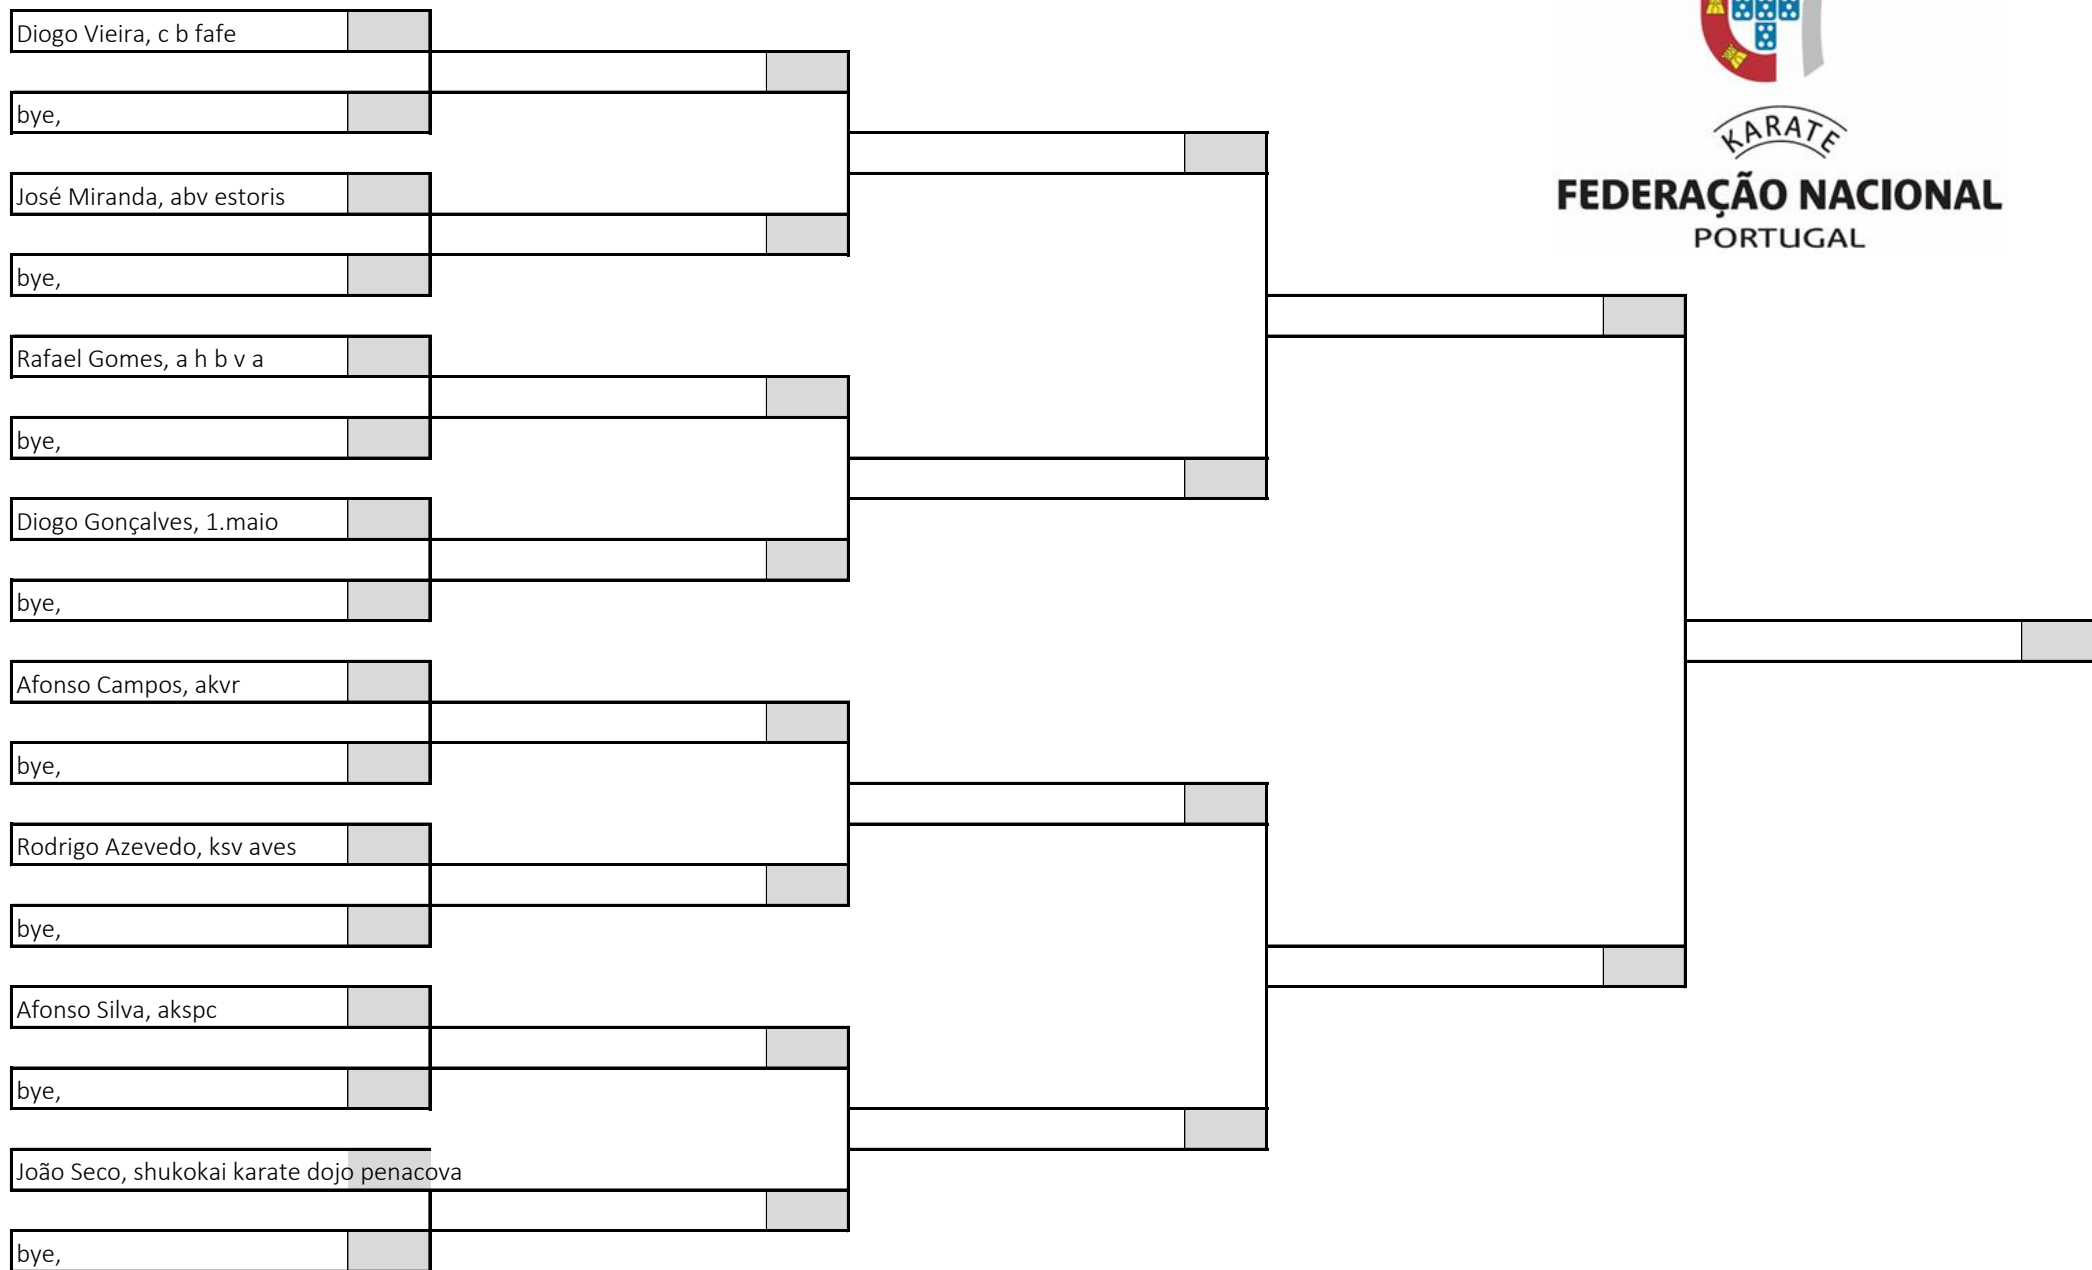 Diogo Vieira, c b fafe
bye,
José Miranda, abv estoris
bye,
Rafael Gomes, a h b v a
bye,
Diogo Gonçalves, 1.maio
bye,
Afonso Campos, akvr
bye,
Rodrigo Azevedo, ksv aves
bye,
Afonso Silva, akspc
bye,
João Seco, shukokai karate dojo penacova
bye,
KARATE
FEDERAÇÃO NACIONAL
PORTUGAL